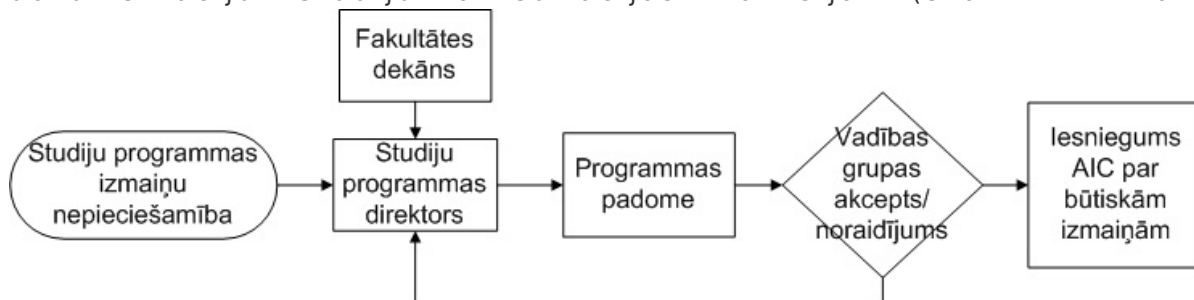 Fakultātes
dekāns
Studiju programmas
izmaiņu
nepieciešamība
Studiju
programmas
direktors
Programmas
padome
Vadības
grupas
akcepts/
noraidījums
Iesniegums
AIC par
būtiskām
izmaiņām